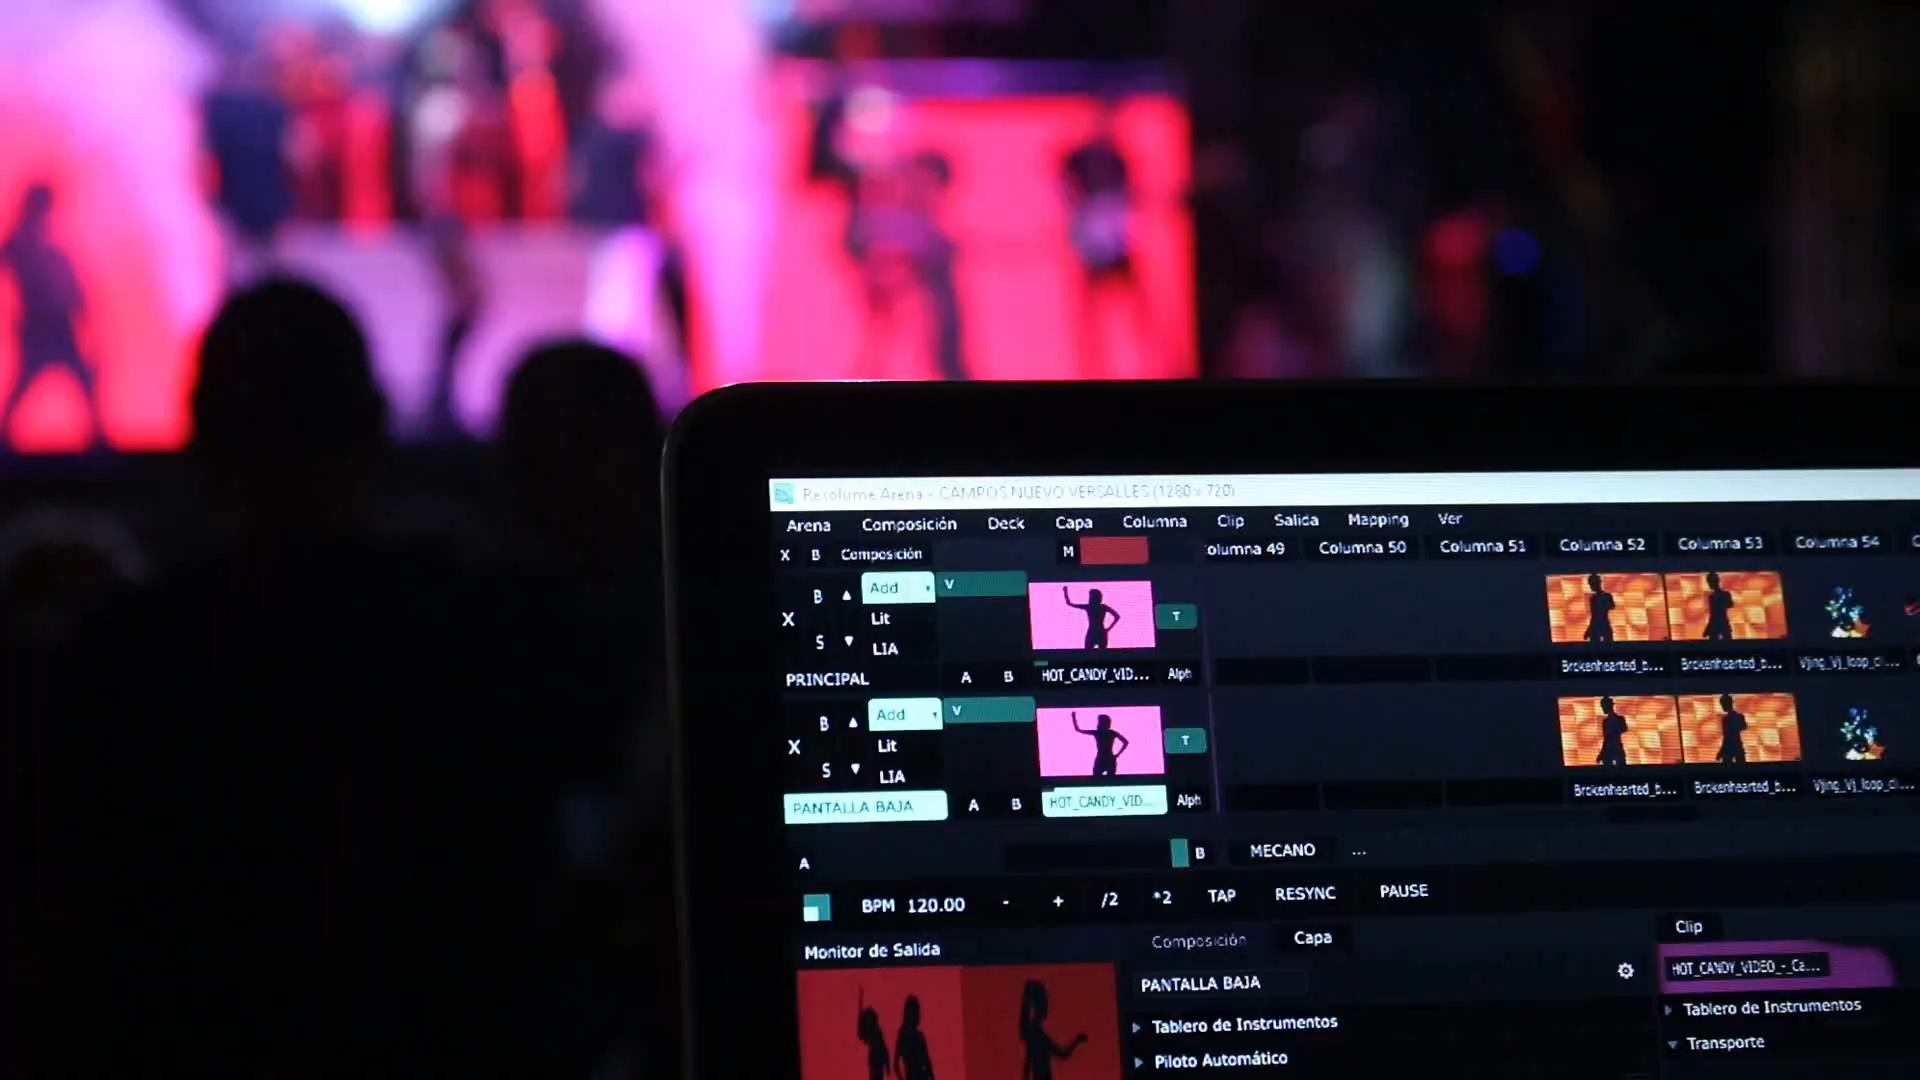 Resolume Arena - CAMPOS NUEVO VERSALLES (1280 x 720)
Arena Composición Deck Capa Columna Clip Salida Mapping Ver
X B Composición M olumna 49 Columna 50 Columna 51 Columna 52 Columna 53 Columna 54
B Add V
X Lit T
S LIA
PRINCIPAL A B HOT_CANDY_VID... Alph Brokenhearted_b... Brokenhearted_b... Vjing_Vj_loop_cl...
B Add V
X Lit T
S LIA
PANTALLA BAJA A B HOT_CANDY_VID... Alph Brokenhearted_b... Brokenhearted_b... Vjing_Vj_loop_cl...
A B MECANO ...
BPM 120.00 - + /2 *2 TAP RESYNC PAUSE
Monitor de Salida Composición Capa Clip
PANTALLA BAJA HOT_CANDY_VIDEO_-_Ca...
Tablero de Instrumentos Tablero de Instrumentos
Piloto Automático Transporte